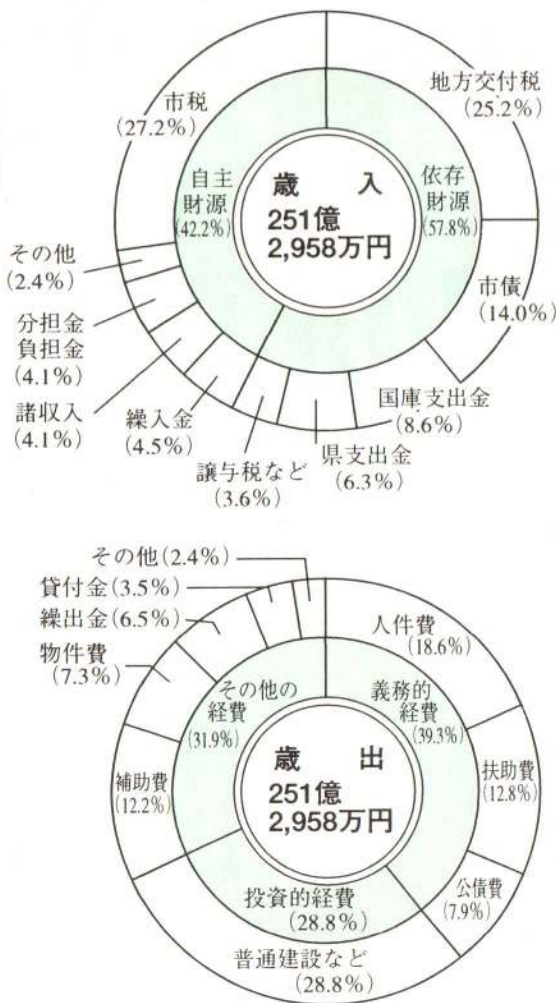 歳入
251億
2,958万円
自主
財源
(42.2%)
依存
財源
(57.8%)
地方交付税
(25.2%)
市債
(14.0%)
国庫支出金
(8.6%)
県支出金
(6.3%)
譲与税など
(3.6%)
繰入金
(4.5%)
諸収入
(4.1%)
分担金
負担金
(4.1%)
その他
(2.4%)
市税
(27.2%)
歳出
251億
2,958万円
その他の
経費
(31.9%)
義務的
経費
(39.3%)
投資的経費
(28.8%)
人件費
(18.6%)
扶助費
(12.8%)
公債費
(7.9%)
普通建設など
(28.8%)
補助費
(12.2%)
物件費
(7.3%)
繰出金(6.5%)
貸付金(3.5%)
その他(2.4%)